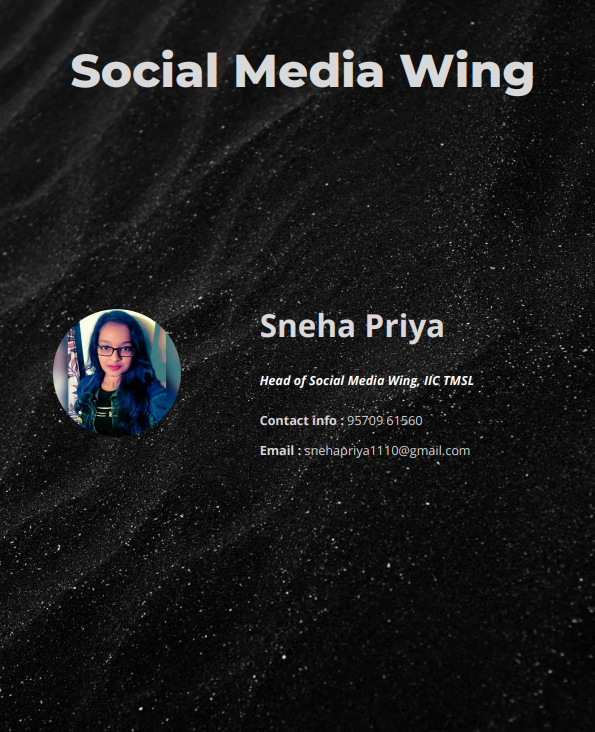 Social Media Wing
Sneha Priya
Head of Social Media Wing, IIC TMSL
Contact info : 95709 61560
Email : snehapriya1110@gmail.com